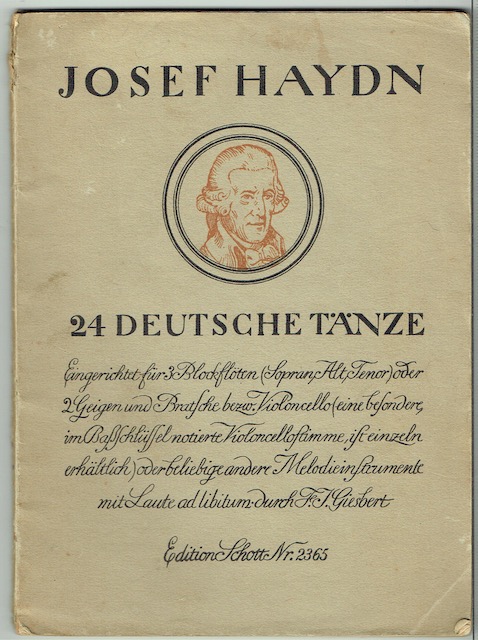 JOSEF HAYDN
24 DEUTSCHE TÄNZE
Eingerichtet für 3 Blockflöten (Sopran, Alt, Tenor) oder
2 Geigen und Bratsche bezw. Violoncello (eine besondere,
im Baßschlüssel notierte Violoncellostimme, ist einzeln
erhältlich) oder beliebige andere Melodieinstrumente
mit Laute ad libitum durch F. J. Giesbert
Edition Schott Nr. 2365